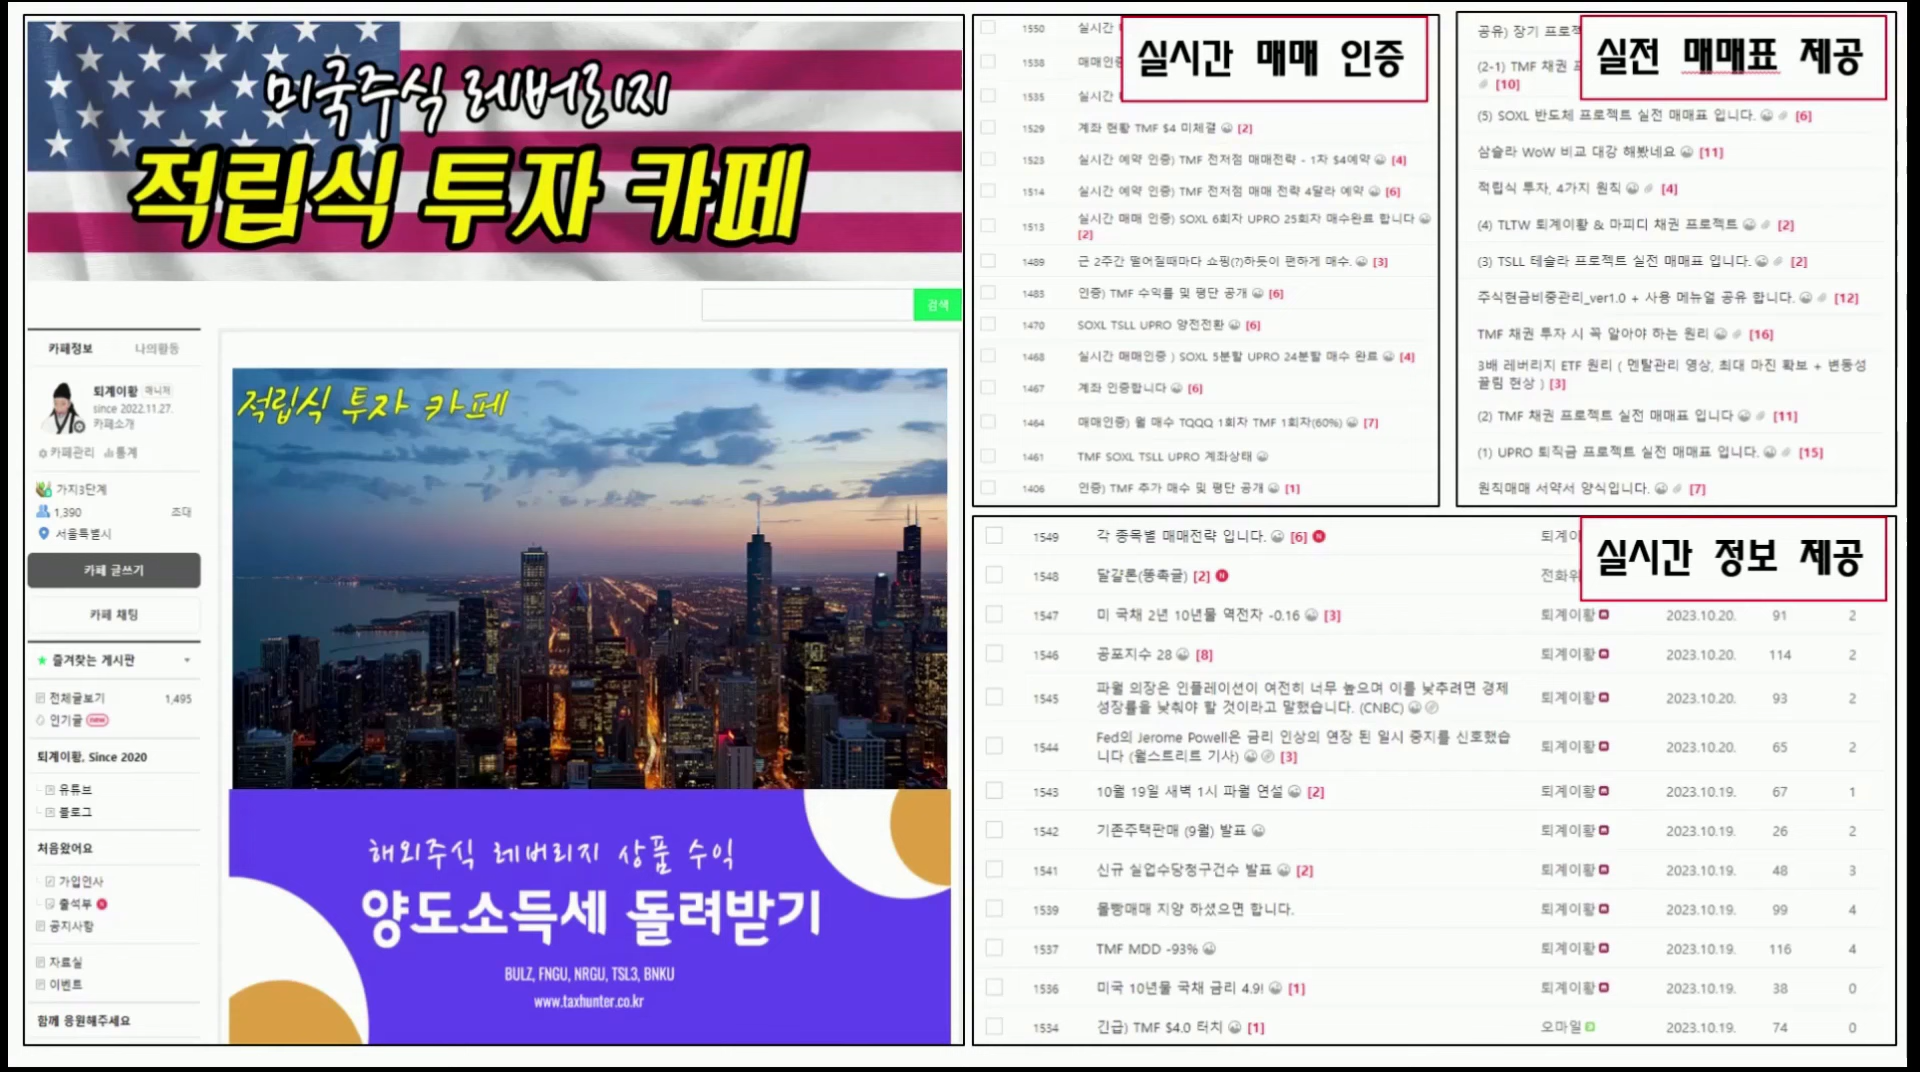 미국주식 레버리지
적립식 투자 카페
검색
카페정보 나의활동
퇴계이황 매니저
since 2022.11.27.
카페소개
카페관리 통계
가지3단계
1,390 초대
서울특별시
카페 글쓰기
카페 채팅
즐겨찾는 게시판
전체글보기 1,495
인기글 new
퇴계이황, Since 2020
유튜브
블로그
처음왔어요
가입인사
출석부 N
공지사항
자료실
이벤트
함께 응원해주세요
적립식 투자 카페
해외주식 레버리지 상품 수익
양도소득세 돌려받기
BULZ, FNGU, NRGU, TSL3, BNKU
www.taxhunter.co.kr
실시간 매매 인증
1550 실시간
1538 매매인증
1535 실시간
1529 계좌 현황 TMF $4 미체결 [2]
1523 실시간 예약 인증) TMF 전저점 매매전략 - 1차 $4예약 [4]
1514 실시간 예약 인증) TMF 전저점 매매 전략 4달라 예약 [6]
1513 실시간 매매 인증) SOXL 6회차 UPRO 25회차 매수완료 합니다
[2]
1489 근 2주간 떨어질때마다 쇼핑(?)하듯이 편하게 매수. [3]
1483 인증) TMF 수익률 및 평단 공개 [6]
1470 SOXL TSLL UPRO 양전전환 [6]
1468 실시간 매매인증 ) SOXL 5분할 UPRO 24분할 매수 완료 [4]
1467 계좌 인증합니다 [6]
1464 매매인증) 월 매수 TQQQ 1회차 TMF 1회차(60%) [7]
1461 TMF SOXL TSLL UPRO 계좌상태
1406 인증) TMF 추가 매수 및 평단 공개 [1]
실전 매매표 제공
공유) 장기 프로젝
(2-1) TMF 채권
[10]
(5) SOXL 반도체 프로젝트 실전 매매표 입니다. [6]
삼슬라 WoW 비교 대강 해봤네요 [11]
적립식 투자, 4가지 원칙 [4]
(4) TLTW 퇴계이황 & 마피디 채권 프로젝트 [2]
(3) TSLL 테슬라 프로젝트 실전 매매표 입니다. [2]
주식현금비중관리_ver1.0 + 사용 메뉴얼 공유 합니다. [12]
TMF 채권 투자 시 꼭 알아야 하는 원리 [16]
3배 레버리지 ETF 원리 ( 멘탈관리 영상, 최대 마진 확보 + 변동성
끌림 현상 ) [3]
(2) TMF 채권 프로젝트 실전 매매표 입니다 [11]
(1) UPRO 퇴직금 프로젝트 실전 매매표 입니다. [15]
원칙매매 서약서 양식입니다. [7]
실시간 정보 제공
1549 각 종목별 매매전략 입니다. [6] N 퇴계이
1548 달걀론(똥촉글) [2] N 전화위
1547 미 국채 2년 10년물 역전차 -0.16 [3] 퇴계이황 2023.10.20. 91 2
1546 공포지수 28 [8] 퇴계이황 2023.10.20. 114 2
1545 파월 의장은 인플레이션이 여전히 너무 높으며 이를 낮추려면 경제
성장률을 낮춰야 할 것이라고 말했습니다. (CNBC) 퇴계이황 2023.10.20. 93 2
1544 Fed의 Jerome Powell은 금리 인상의 연장 된 일시 중지를 신호했습
니다 (월스트리트 기사) [3] 퇴계이황 2023.10.20. 65 2
1543 10월 19일 새벽 1시 파월 연설 [2] 퇴계이황 2023.10.19. 67 1
1542 기존주택판매 (9월) 발표 퇴계이황 2023.10.19. 26 2
1541 신규 실업수당청구건수 발표 [2] 퇴계이황 2023.10.19. 48 3
1539 몰빵매매 지양 하셨으면 합니다. 퇴계이황 2023.10.19. 99 4
1537 TMF MDD -93% 퇴계이황 2023.10.19. 116 4
1536 미국 10년물 국채 금리 4.9! [1] 퇴계이황 2023.10.19. 38 0
1534 긴급) TMF $4.0 터치 [1] 오마일 2023.10.19. 74 0